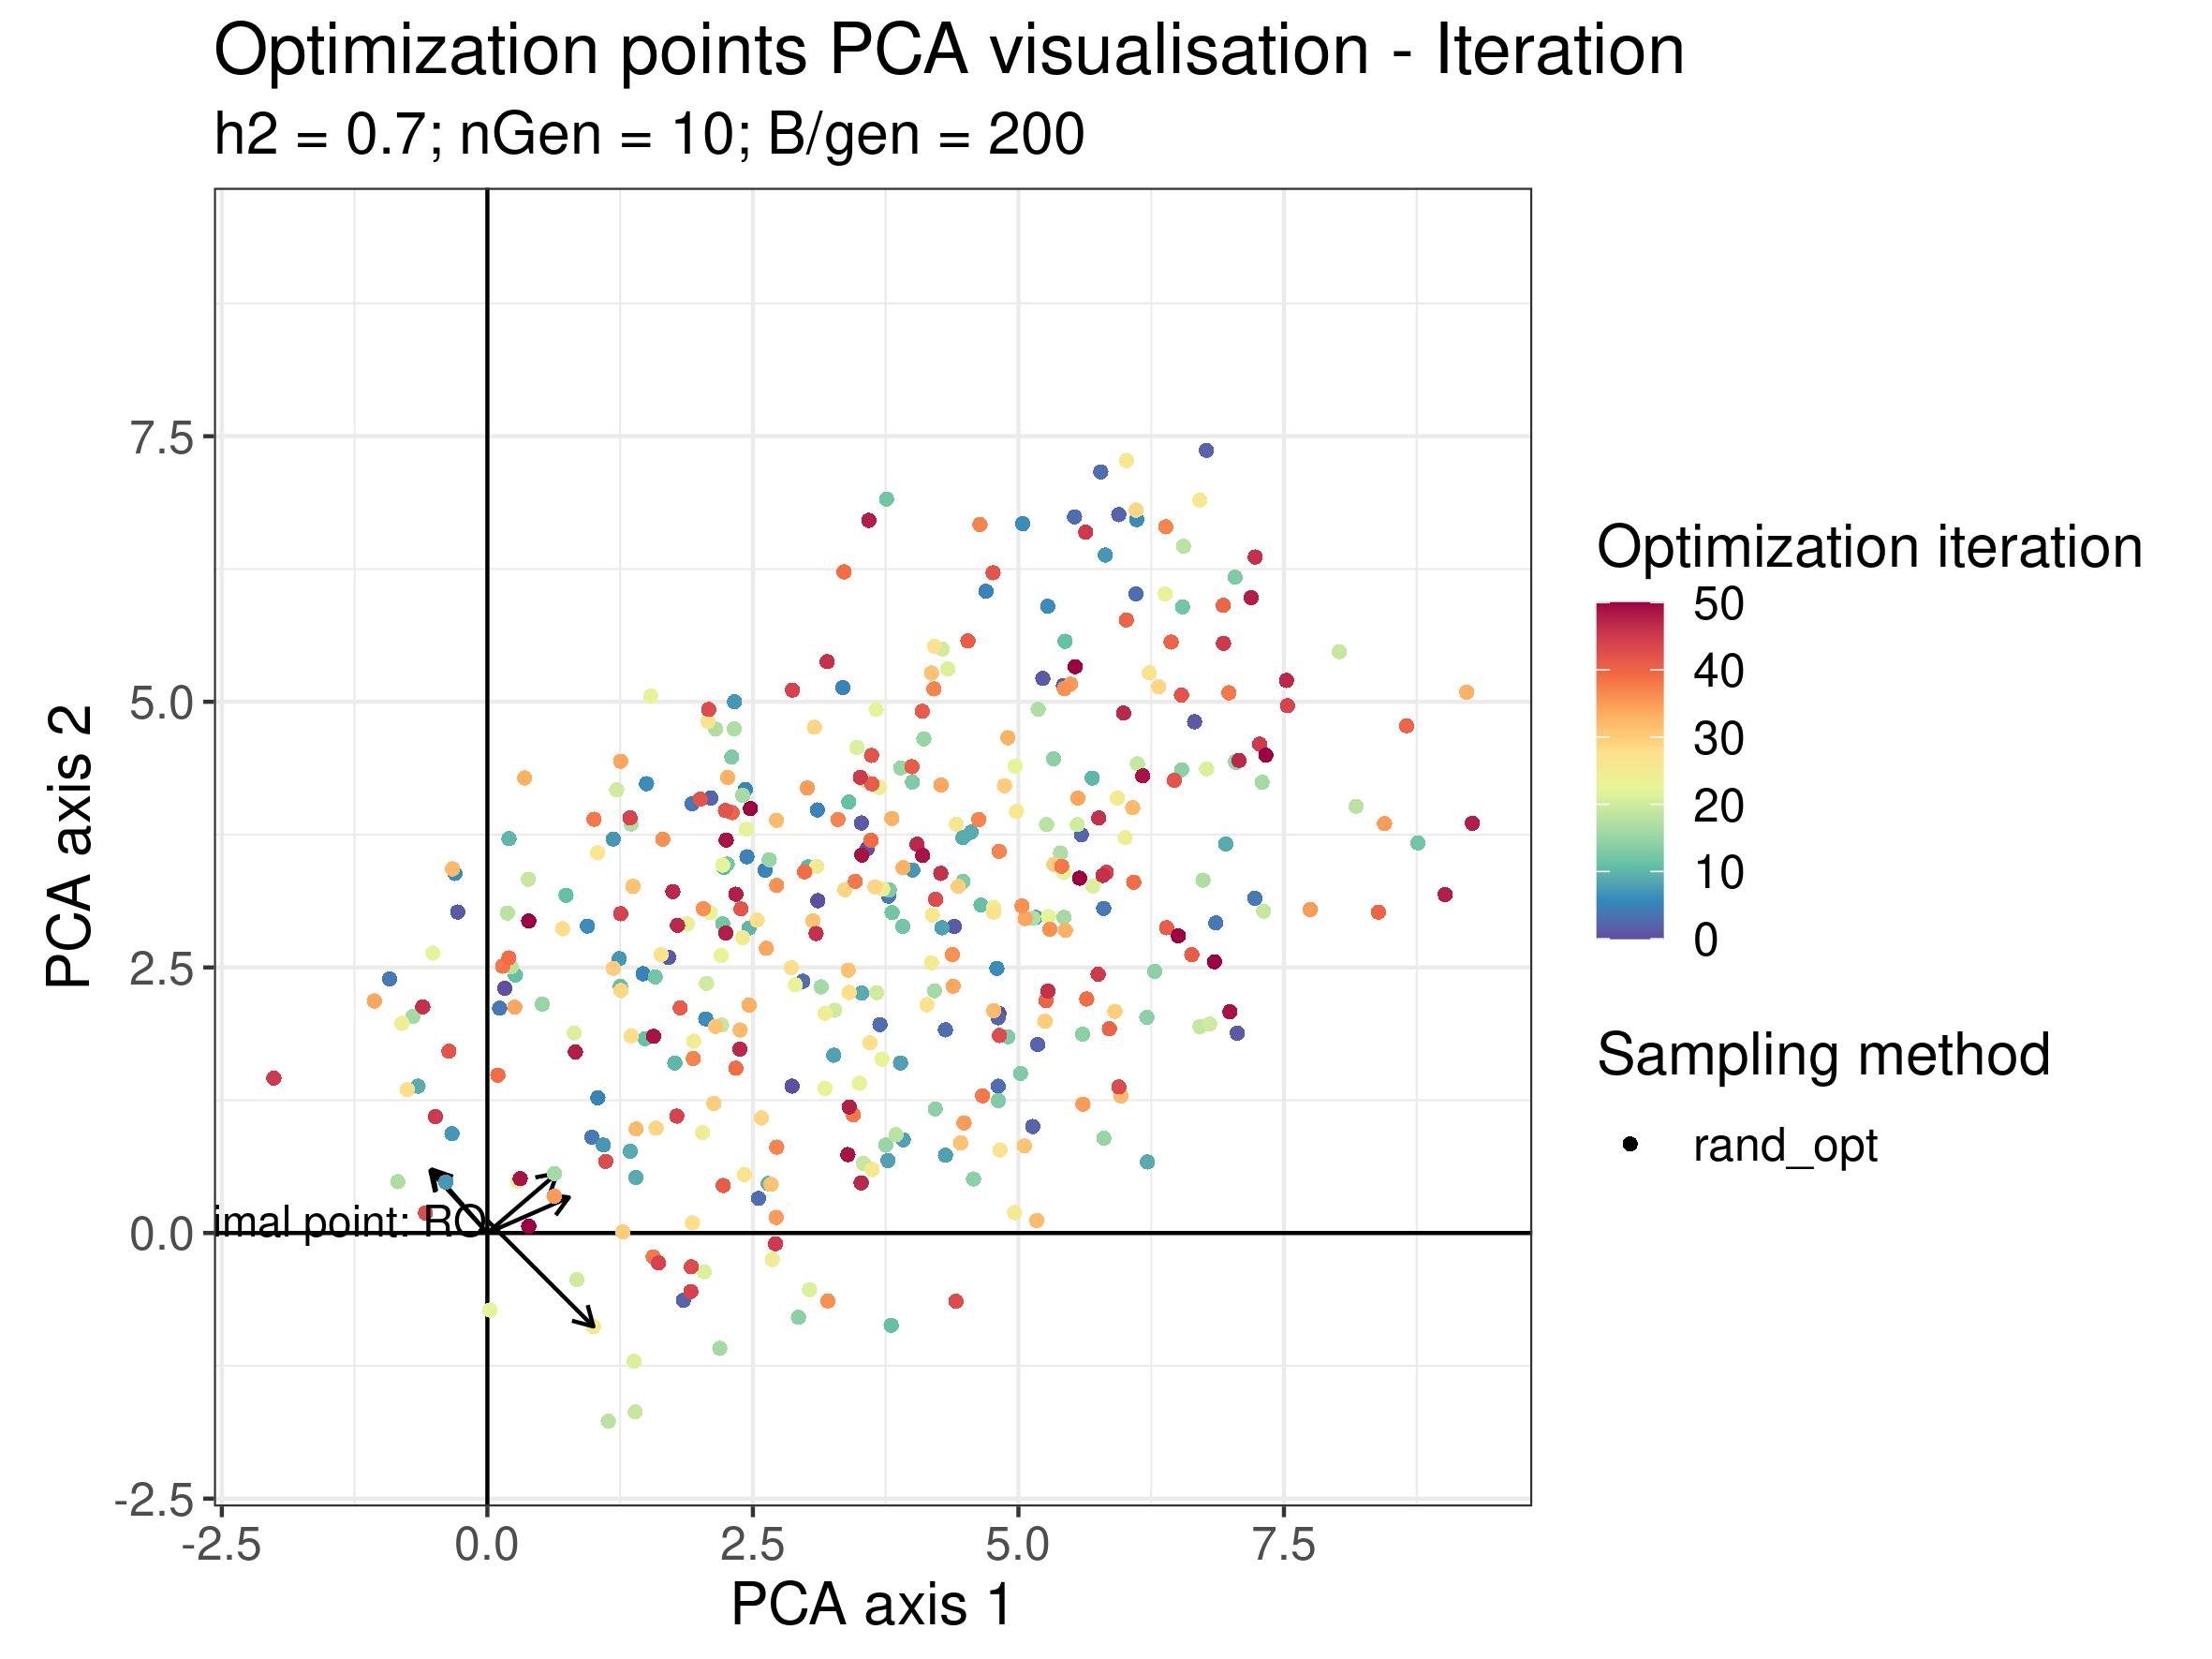 Optimization points PCA visualisation - Iteration
h2 = 0.7; nGen = 10; B/gen = 200
PCA axis 2
7.5
5.0
2.5
0.0
-2.5
imal point: RO
-2.5
0.0
2.5
5.0
7.5
PCA axis 1
Optimization iteration
50
40
30
20
10
0
Sampling method
rand_opt